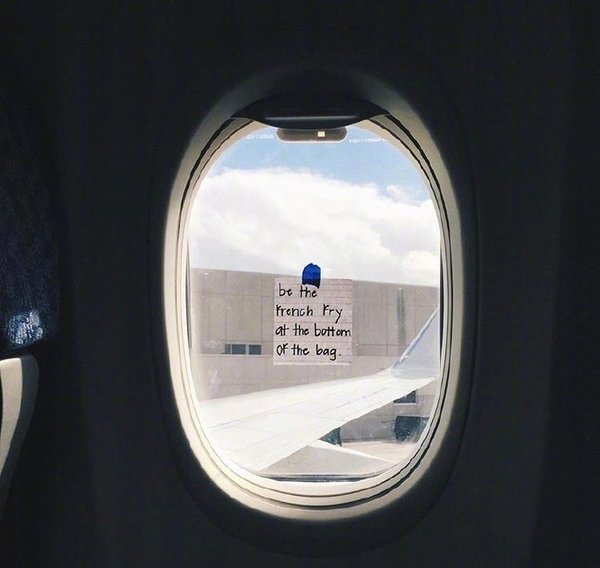 be the
French Fry
at the bottom
of the bag.